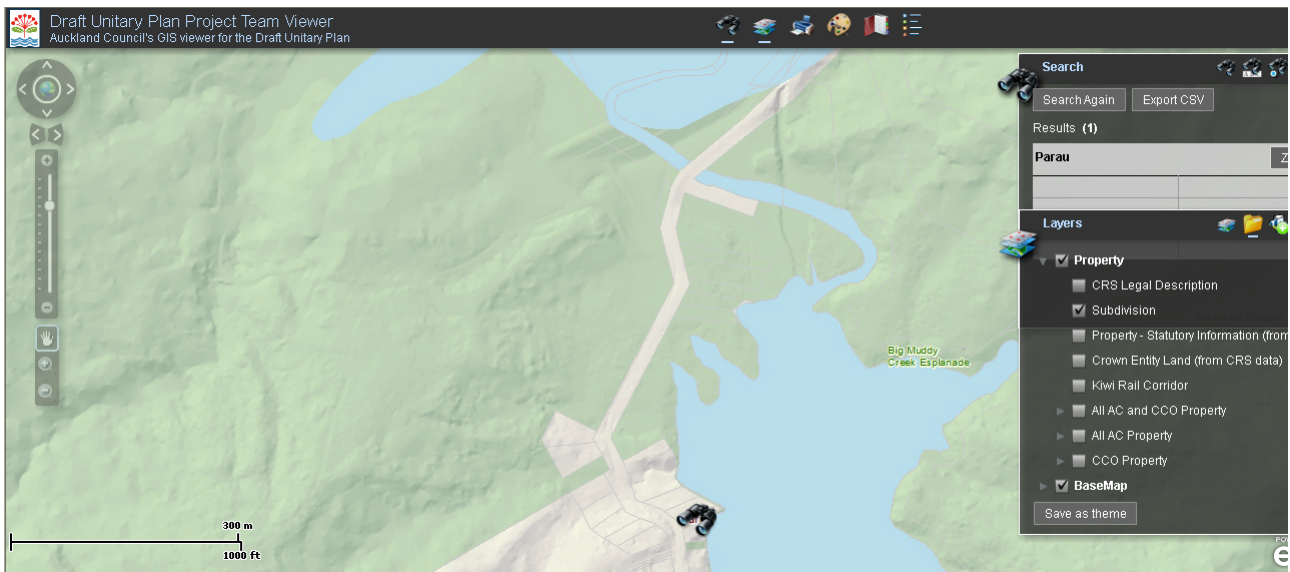 Draft Unitary Plan Project Team Viewer
Auckland Council's GIS viewer for the Draft Unitary Plan
Search
Search Again Export CSV
Results (1)
Parau Z
Layers
Property
CRS Legal Description
Subdivision
Property - Statutory Information (from
Crown Entity Land (from CRS data)
Kiwi Rail Corridor
All AC and CCO Property
All AC Property
CCO Property
BaseMap
Save as theme
Big Muddy
Creek Esplanade
300 m
1000 ft
PO
e